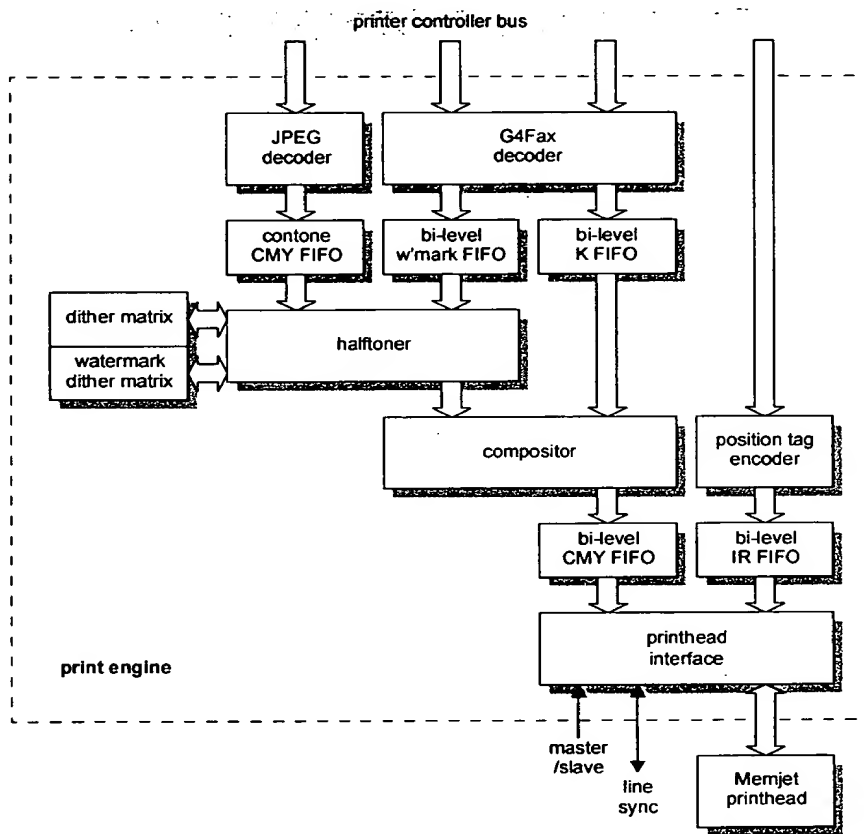 printer controller bus
JPEG
decoder
G4Fax
decoder
contone
CMY FIFO
bi-level
w'mark FIFO
bi-level
K FIFO
dither matrix
watermark
dither matrix
halftoner
compositor
position tag
encoder
bi-level
CMY FIFO
bi-level
IR FIFO
printhead
interface
print engine
master
/slave
line
sync
Memjet
printhead